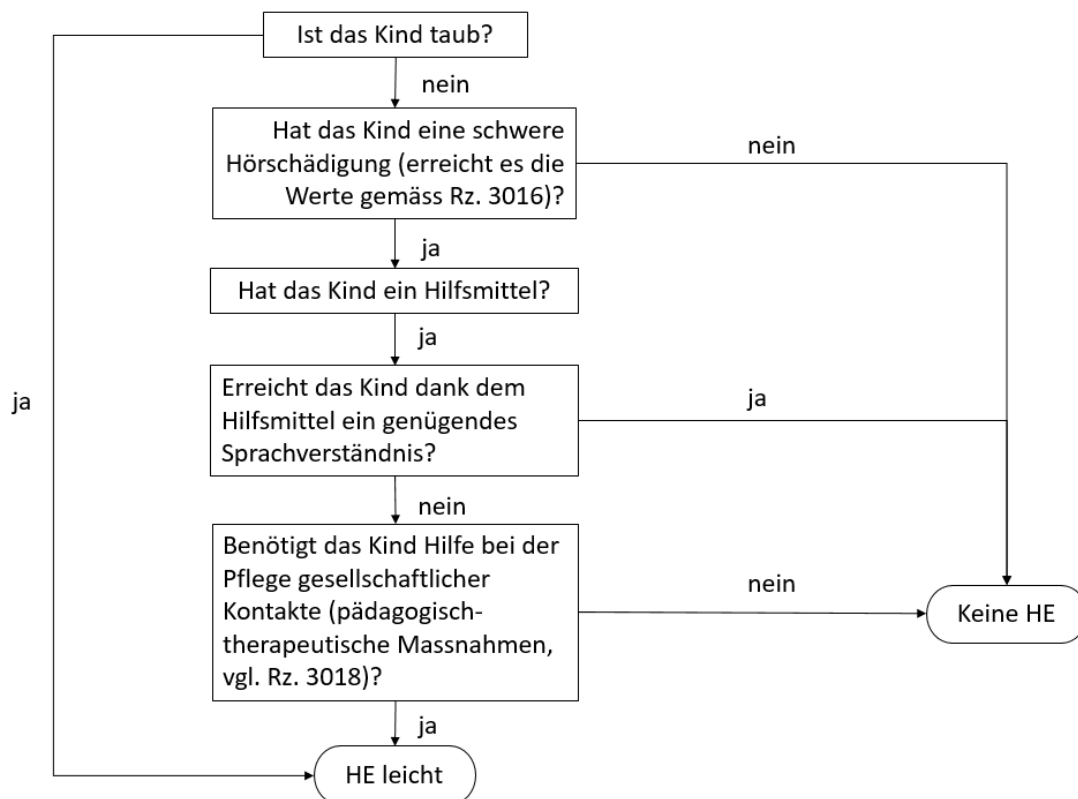 Ist das Kind taub?
nein
Hat das Kind eine schwere
Hörschädigung (erreicht es die
Werte gemäss Rz. 3016)?
nein
ja
Hat das Kind ein Hilfsmittel?
ja
Erreicht das Kind dank dem
Hilfsmittel ein genügendes
Sprachverständnis?
ja
ja
nein
Benötigt das Kind Hilfe bei der
Pflege gesellschaftlicher
Kontakte (pädagogisch-
therapeutische Massnahmen,
vgl. Rz. 3018)?
nein
Keine HE
ja
HE leicht